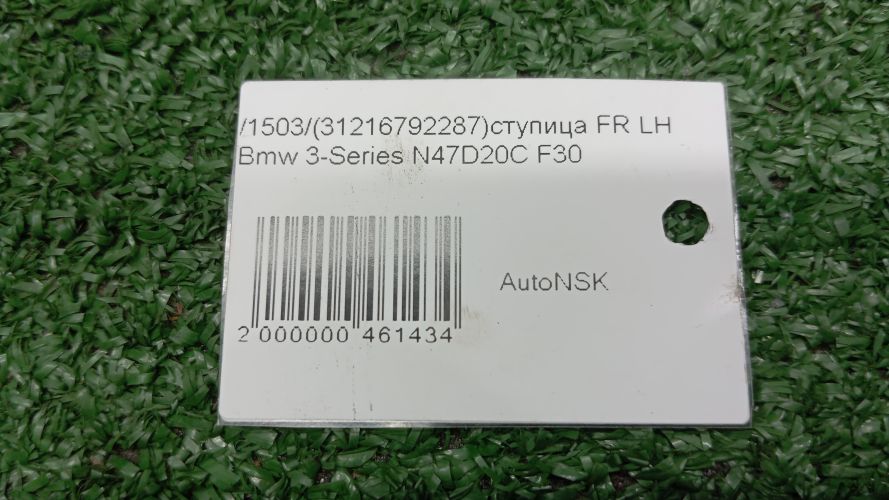 /1503/(31216792287)ступица FR LH
Bmw 3-Series N47D20C F30
AutoNSK
2 000000 461434